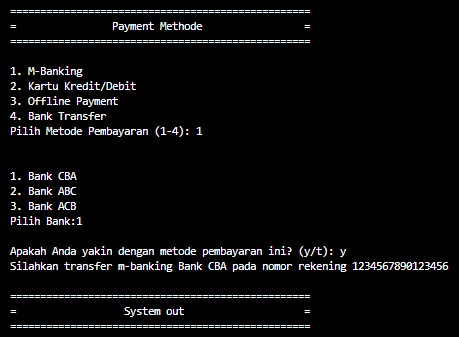 =================================================
=                Payment Methode                =
=================================================
1. M-Banking
2. Kartu Kredit/Debit
3. Offline Payment
4. Bank Transfer
Pilih Metode Pembayaran (1-4): 1
1. Bank CBA
2. Bank ABC
3. Bank ACB
Pilih Bank:1
Apakah Anda yakin dengan metode pembayaran ini? (y/t): y
Silahkan transfer m-banking Bank CBA pada nomor rekening 1234567890123456
=================================================
=                  System out                   =
=================================================